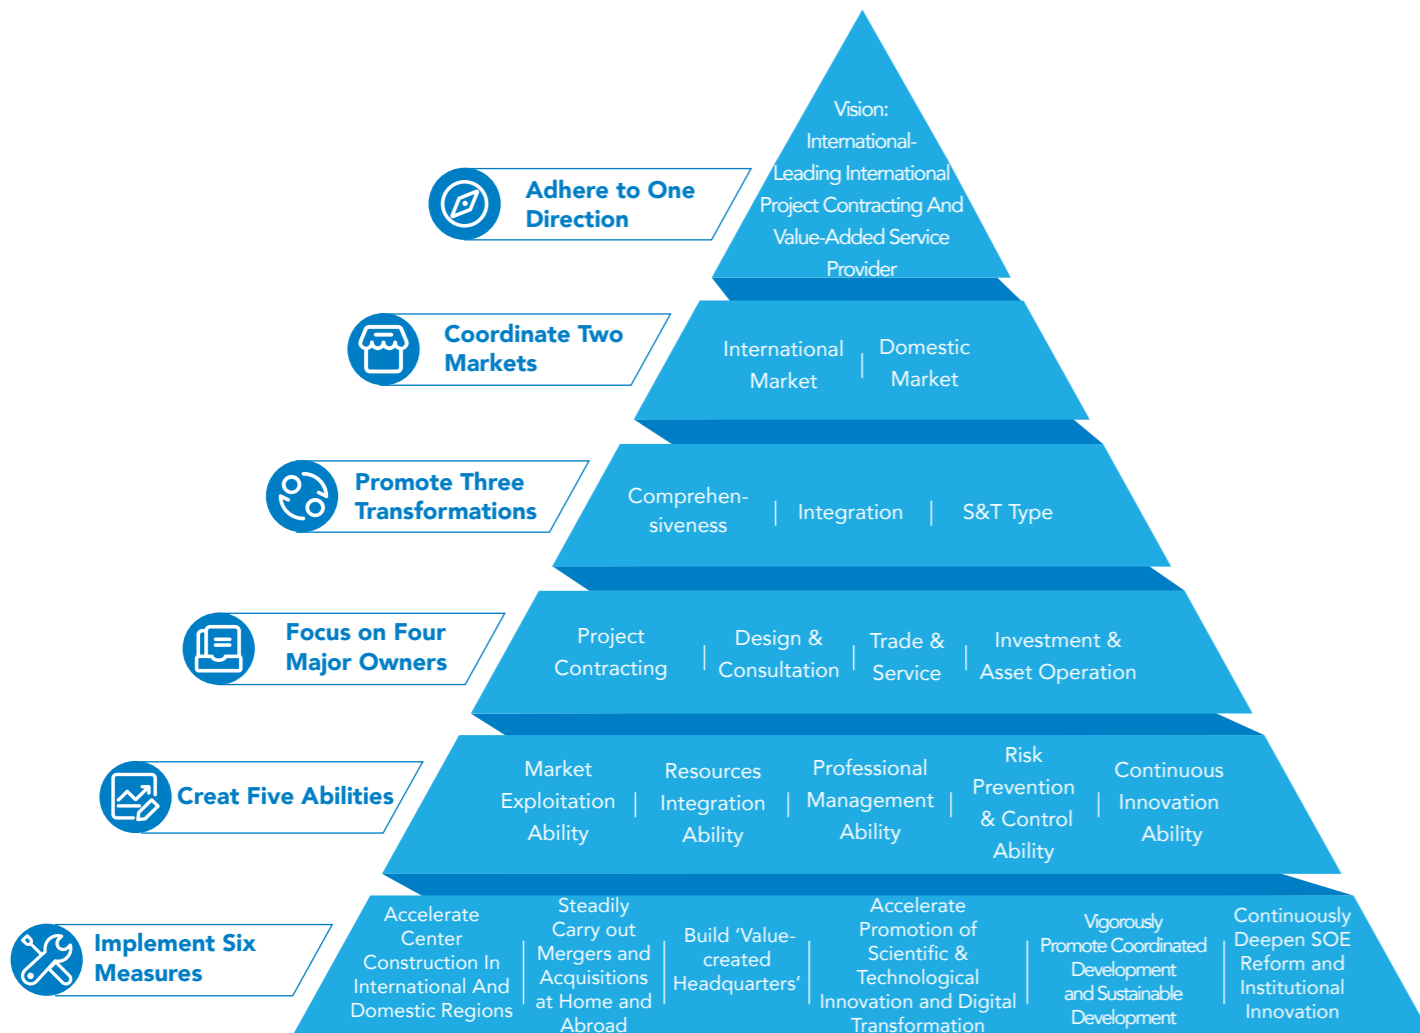 Vision:
International-
Leading International
Project Contracting And
Value-Added Service
Provider
Adhere to One
Direction
Coordinate Two
Markets
International
Market
Domestic
Market
Promote Three
Transformations
Comprehen-
siveness
Integration
S&T Type
Focus on Four
Major Owners
Project
Contracting
Design &
Consultation
Trade &
Service
Investment &
Asset Operation
Creat Five Abilities
Market
Exploitation
Ability
Resources
Integration
Ability
Professional
Management
Ability
Risk
Prevention
& Control
Ability
Continuous
Innovation
Ability
Implement Six
Measures
Accelerate
Center
Construction In
International And
Domestic Regions
Steadily
Carry out
Mergers and
Acquisitions
at Home and
Abroad
Build ‘Value-
created
Headquarters’
Accelerate
Promotion of
Scientific &
Technological
Innovation and Digital
Transformation
Vigorously
Promote Coordinated
Development
and Sustainable
Development
Continuously
Deepen SOE
Reform and
Institutional
Innovation